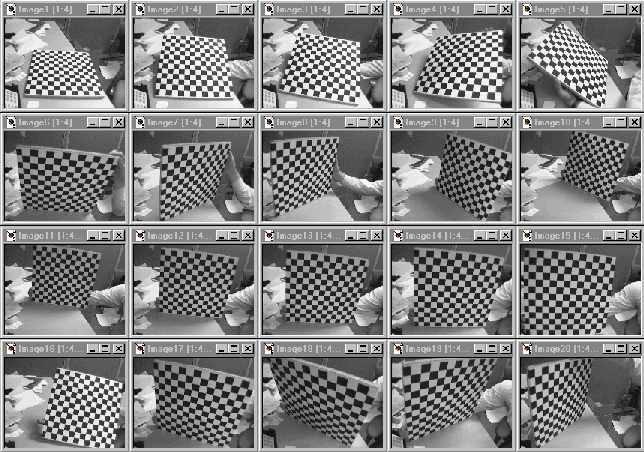 Image1 [1:4]
Image2 [1:4]
Image3 [1:4]
Image4 [1:4]
Image5 [1:4]
Image6 [1:4]
Image7 [1:4]
Image8 [1:4]
Image9 [1:4]
Image10 [1:4]
Image11 [1:4...
Image12 [1:4...
Image13 [1:4...
Image14 [1:4...
Image15 [1:4...
Image16 [1:4...
Image17 [1:4...
Image18 [1:4...
Image19 [1:4...
Image20 [1:4...